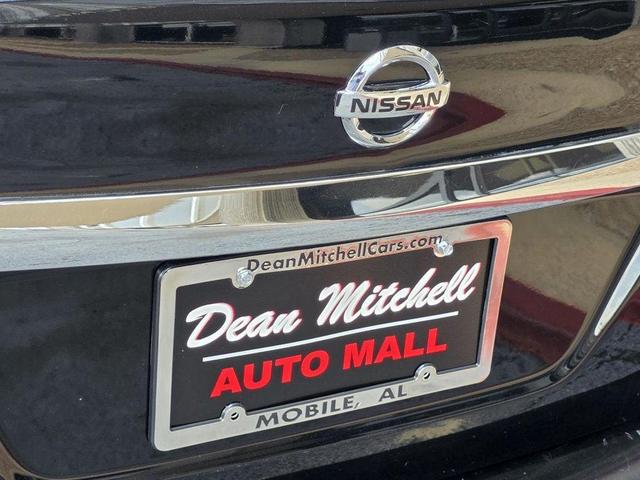 NISSAN
DeanMitchellCars.com
Dean Mitchell
AUTO MALL
MOBILE, AL